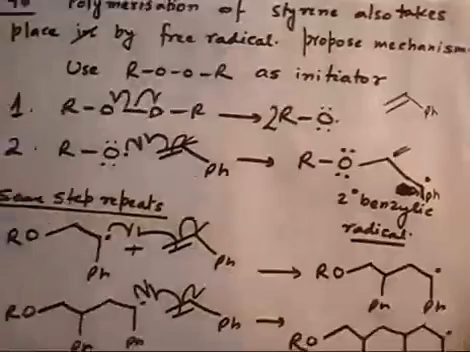 Polymerisation of styrene also takes
place by free radical. propose mechanism
Use R-O-O-R as initiator
1. R-O-O-R → 2R-Ö. Ph
2. R-Ö. Ph → R-Ö Ph
2° benzylic
radical.
Same step repeats
RO Ph + Ph → RO Ph Ph
RO Ph Ph Ph → RO